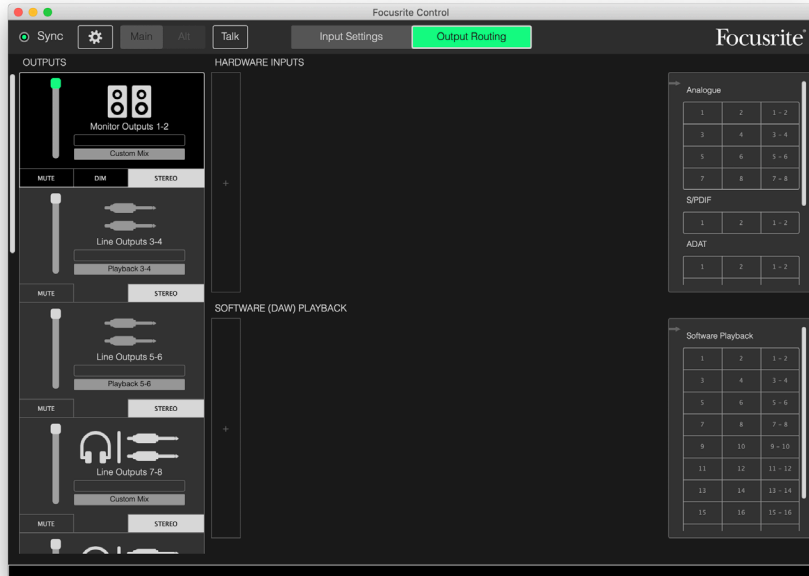 Focusrite Control
Sync Main Alt Talk Input Settings Output Routing Focusrite®
OUTPUTS
Monitor Outputs 1-2
Custom Mix
MUTE DIM STEREO
Line Outputs 3-4
Playback 3-4
MUTE STEREO
Line Outputs 5-6
Playback 5-6
MUTE STEREO
Line Outputs 7-8
Custom Mix
MUTE STEREO
HARDWARE INPUTS
+
Analogue
1 2 1 - 2
3 4 3 - 4
5 6 5 - 6
7 8 7 - 8
S/PDIF
1 2 1 - 2
ADAT
1 2 1 - 2
SOFTWARE (DAW) PLAYBACK
+
Software Playback
1 2 1 - 2
3 4 3 - 4
5 6 5 - 6
7 8 7 - 8
9 10 9 - 10
11 12 11 - 12
13 14 13 - 14
15 16 15 - 16